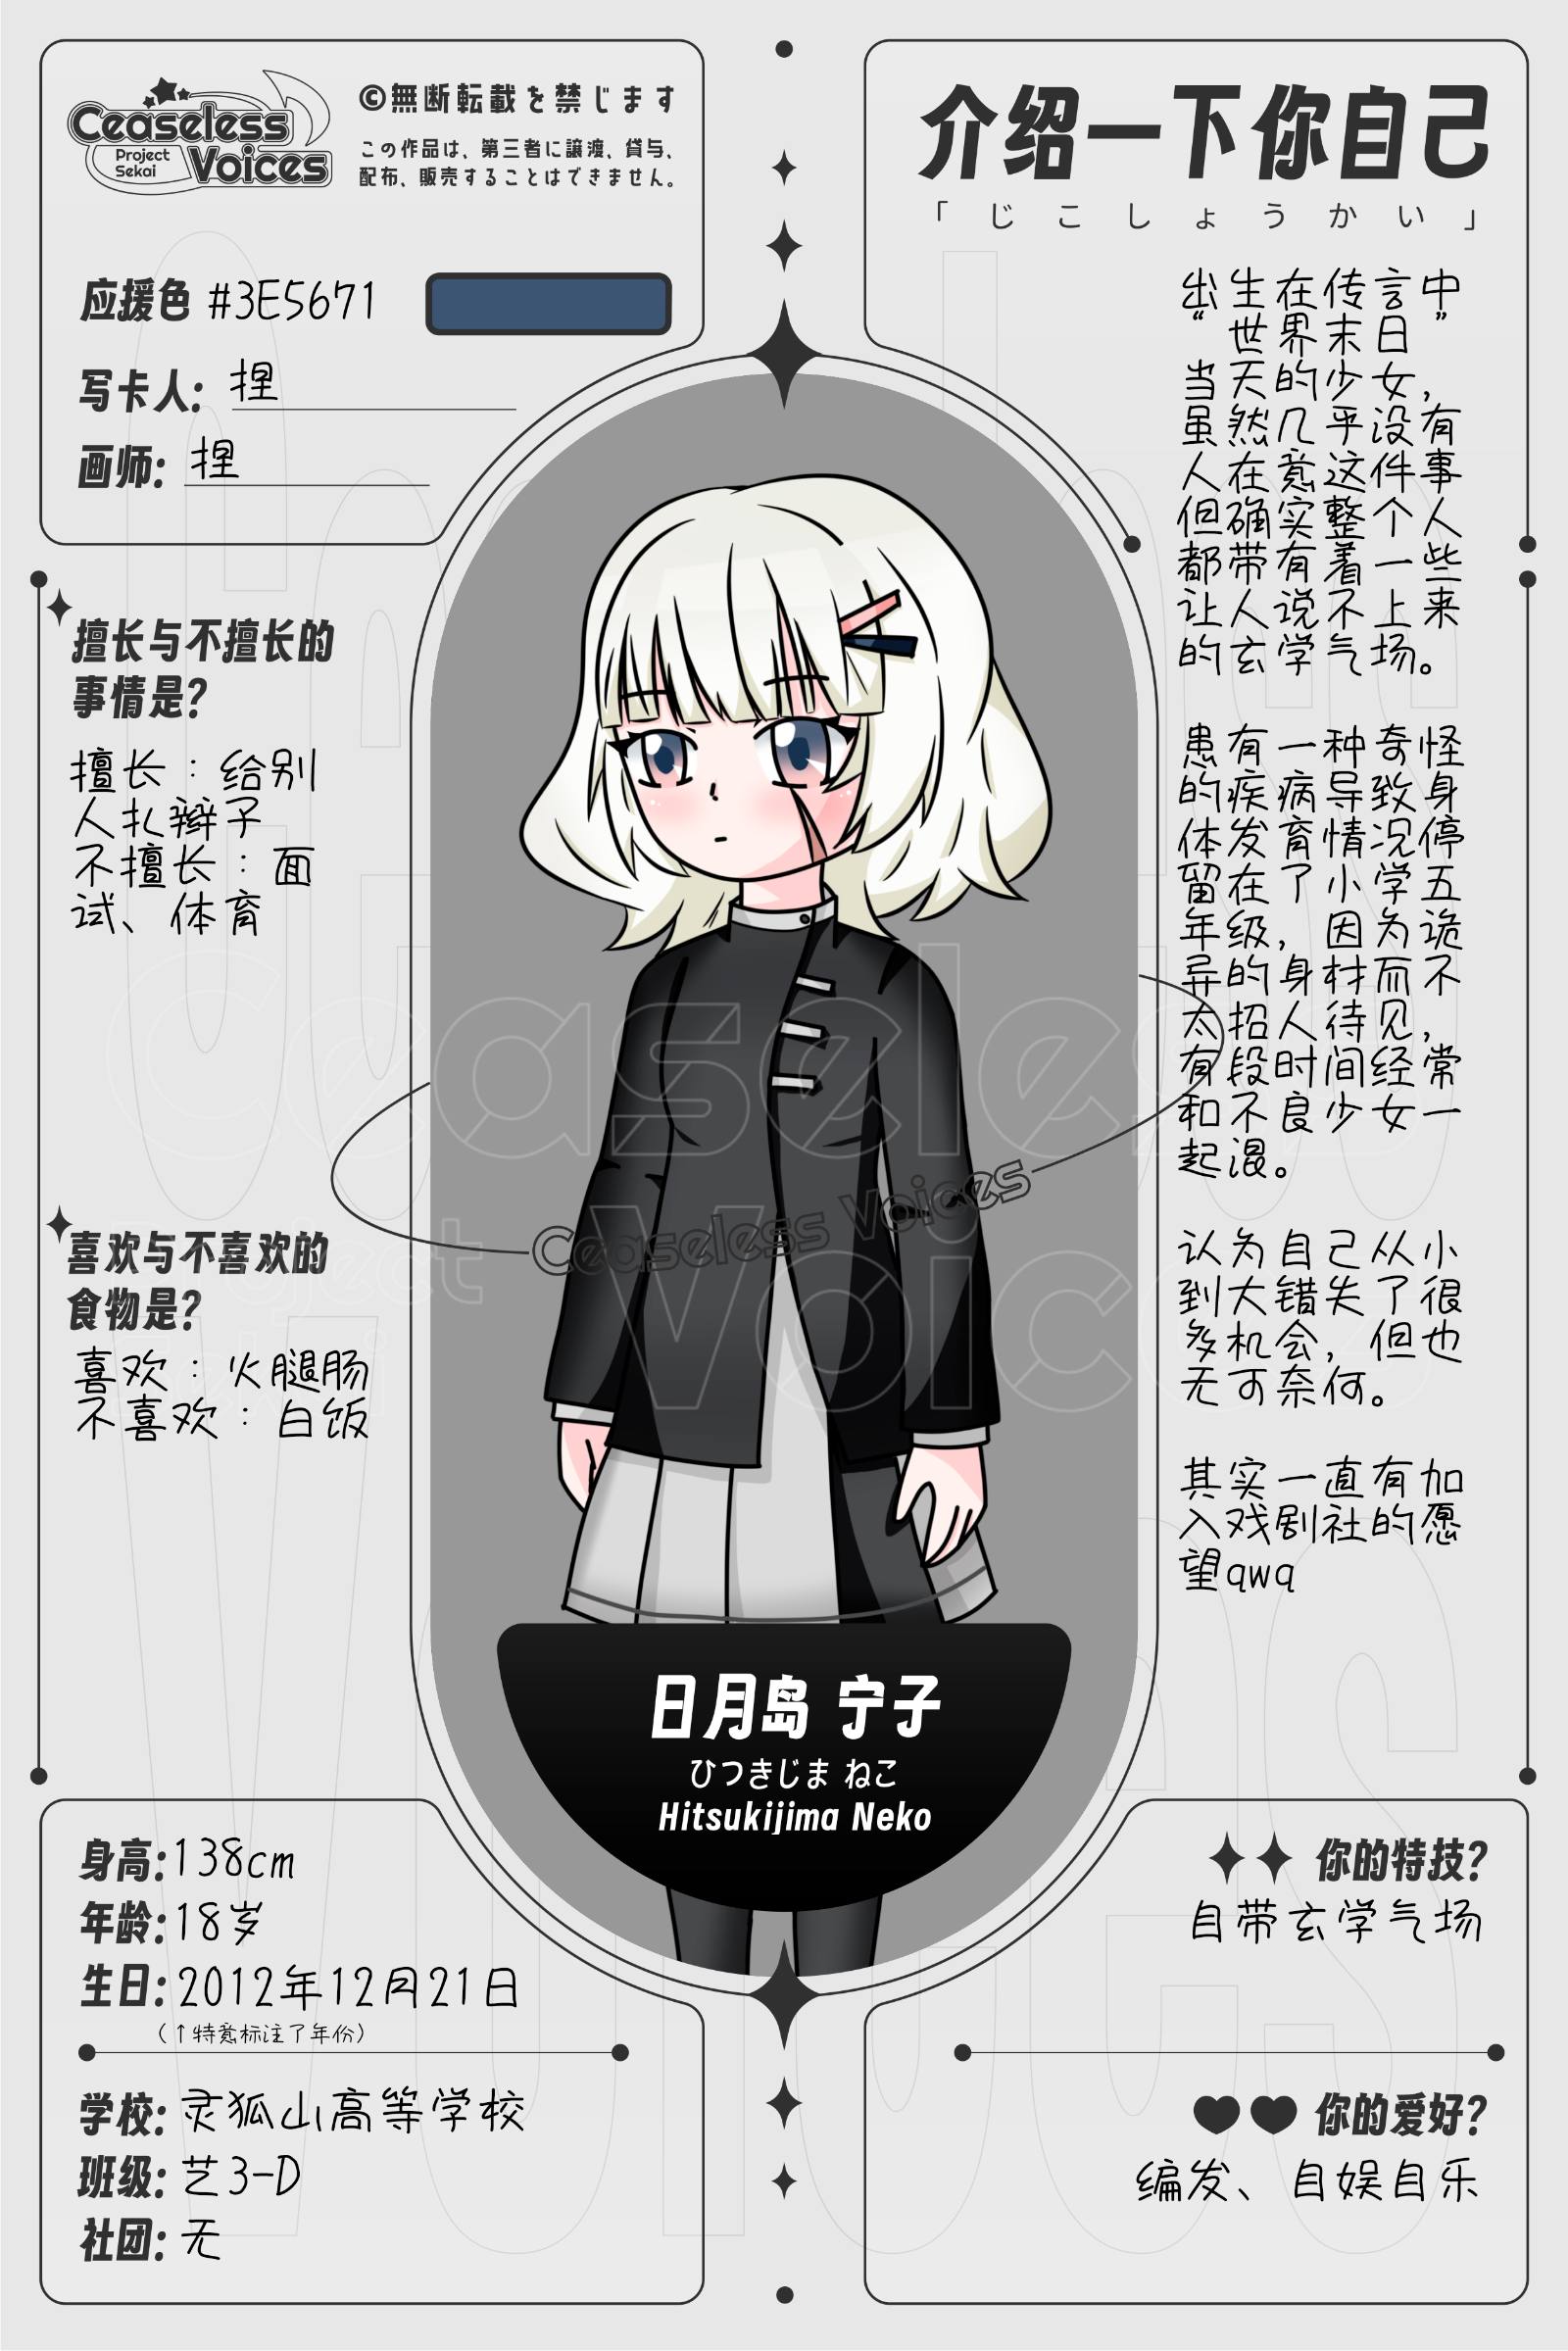 Ceaseless
Project
Sekai
Voices
©無断転載を禁じます
この作品は、第三者に譲渡、貸与、
配布、販売することはできません。
应援色 #3E5671
写卡人: 捏
画师: 捏
介绍一下你自己
「じこしょうかい」
出生在传言中
“世界末日”
当天的少女，
虽然几乎没有
人在意这件事
但确实整个人
都带有着一些
让人说不上来
的玄学气场。
患有一种奇怪
的疾病导致身
体发育情况停
留在了小学五
年级，因为诡
异的身材而不
太招人待见，
有段时间经常
和不良少女一
起混。
认为自己从小
到大错失了很
多机会，但也
无可奈何。
其实一直有加
入戏剧社的愿
望qwq
擅长与不擅长的
事情是?
擅长：给别
人扎辫子
不擅长：面
试、体育
喜欢与不喜欢的
食物是?
喜欢：火腿肠
不喜欢：白饭
Ceaseless
Project
Sekai
Voices
Ceaseless Voices
日月岛 宁子
ひつきじま ねこ
Hitsukijima Neko
身高:138cm
年龄:18岁
生日:2012年12月21日
（↑特意标注了年份）
学校: 灵狐山高等学校
班级: 艺3-D
社团: 无
你的特技?
自带玄学气场
你的爱好?
编发、自娱自乐